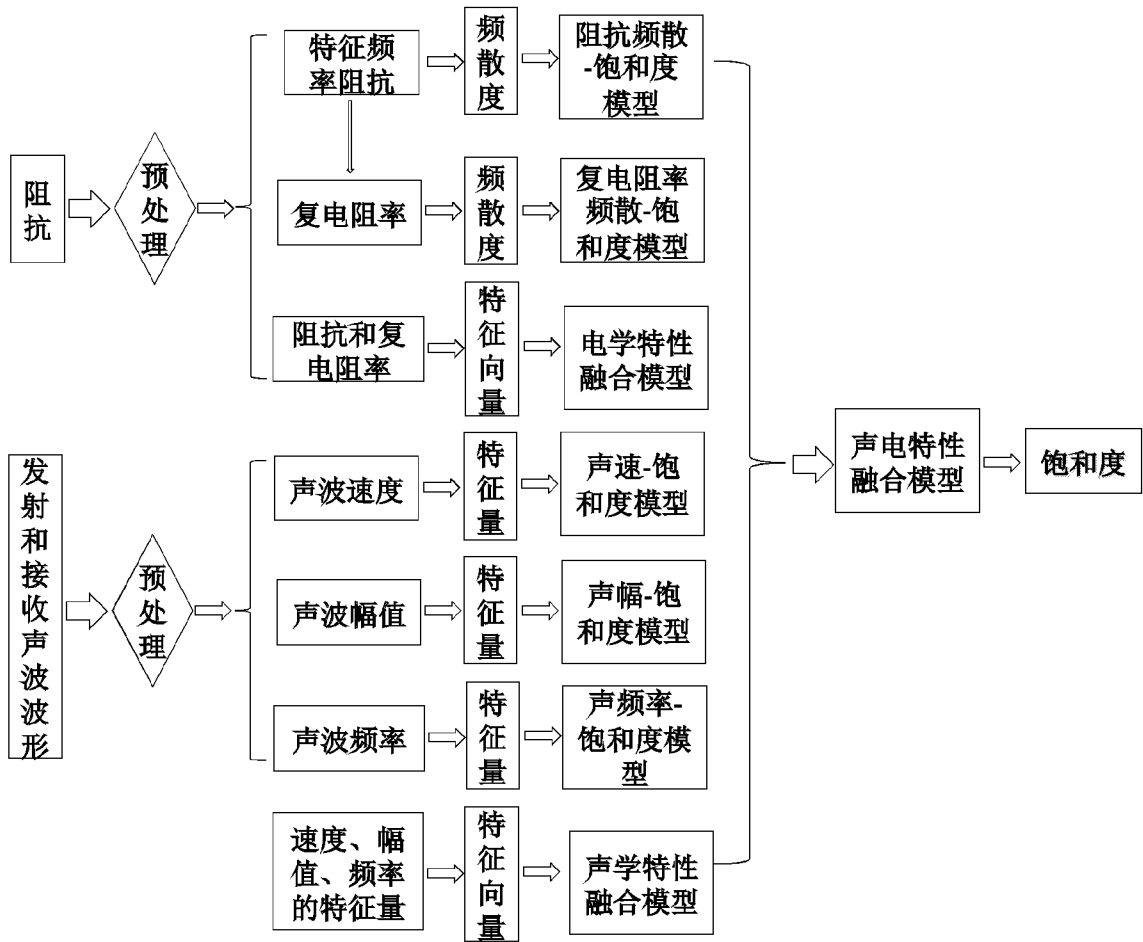 阻
抗
预
处
理
特征频
率阻抗
频
散
度
阻抗频散
-饱和度
模型
复电阻率
频
散
度
复电阻率
频散-饱
和度模型
阻抗和复
电阻率
特
征
向
量
电学特性
融合模型
发
射
和
接
收
声
波
波
形
预
处
理
声波速度
特
征
量
声速-饱
和度模型
声波幅值
特
征
量
声幅-饱
和度模型
声波频率
特
征
量
声频率-
饱和度模
型
速度、幅
值、频率
的特征量
特
征
向
量
声学特性
融合模型
声电特性
融合模型
饱和度